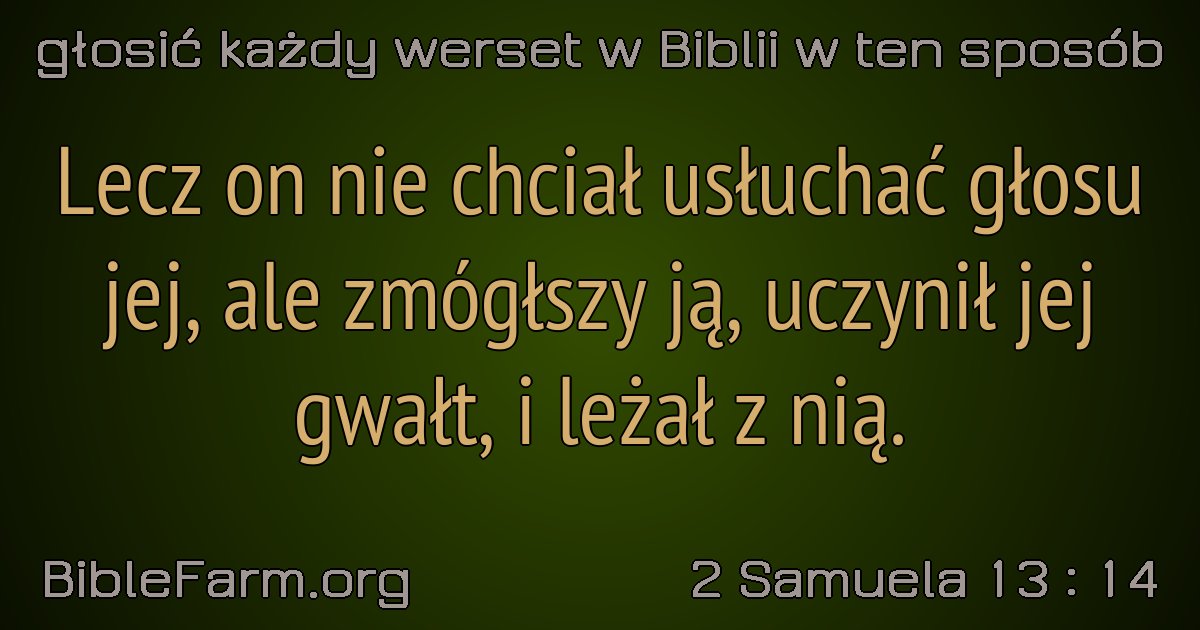 głosić każdy werset w Biblii w ten sposób
Lecz on nie chciał usłuchać głosu
jej, ale zmógłszy ją, uczynił jej
gwałt, i leżał z nią.
BibleFarm.org
2 Samuela 13 : 14